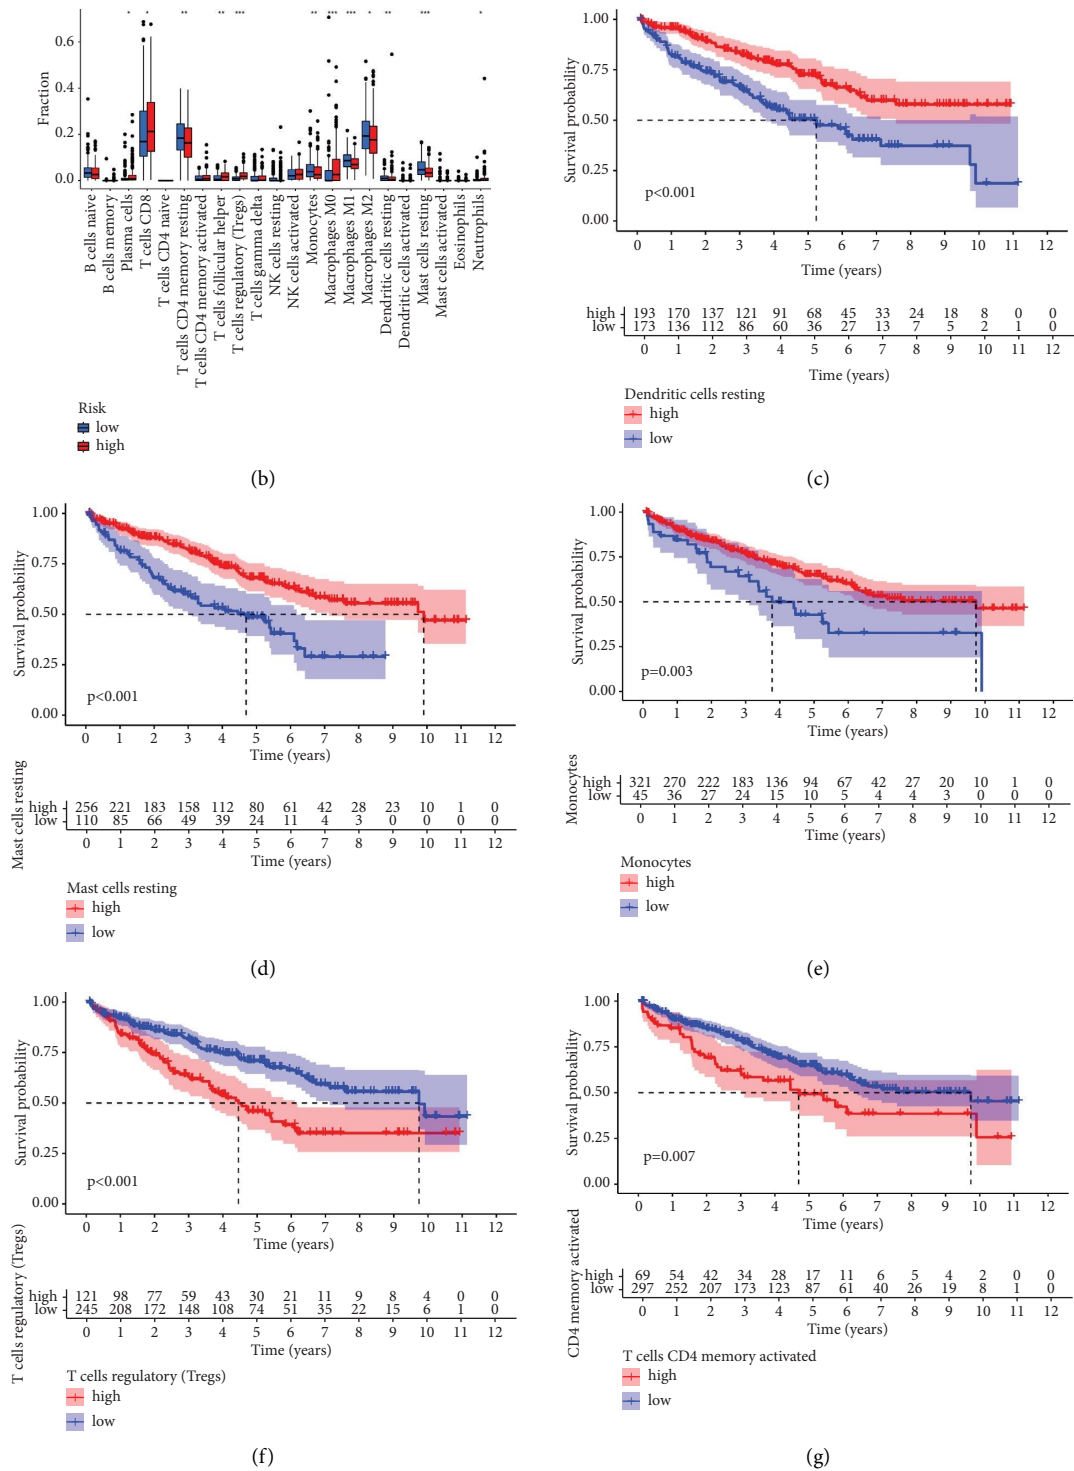 * * ** ** *** ** *** *** * ** *** *
Fraction
0.6
0.4
0.2
0.0
B cells naive
B cells memory
Plasma cells
T cells CD8
T cells CD4 naive
T cells CD4 memory resting
T cells CD4 memory activated
T cells follicular helper
T cells regulatory (Tregs)
T cells gamma delta
NK cells resting
NK cells activated
Monocytes
Macrophages M0
Macrophages M1
Macrophages M2
Dendritic cells resting
Dendritic cells activated
Mast cells resting
Mast cells activated
Eosinophils
Neutrophils
Risk
low
high
(b)
Survival probability
1.00
0.75
0.50
0.25
0.00
p<0.001
0 1 2 3 4 5 6 7 8 9 10 11 12
Time (years)
high 193 170 137 121 91 68 45 33 24 18 8 0 0
low 173 136 112 86 60 36 27 13 7 5 2 1 0
0 1 2 3 4 5 6 7 8 9 10 11 12
Time (years)
Dendritic cells resting
high
low
(c)
Survival probability
1.00
0.75
0.50
0.25
0.00
p<0.001
0 1 2 3 4 5 6 7 8 9 10 11 12
Time (years)
Mast cells resting
high 256 221 183 158 112 80 61 42 28 23 10 1 0
low 110 85 66 49 39 24 11 4 3 0 0 0 0
0 1 2 3 4 5 6 7 8 9 10 11 12
Time (years)
Mast cells resting
high
low
(d)
Survival probability
1.00
0.75
0.50
0.25
0.00
p=0.003
0 1 2 3 4 5 6 7 8 9 10 11 12
Time (years)
Monocytes
high 321 270 222 183 136 94 67 42 27 20 10 1 0
low 45 36 27 24 15 10 5 4 4 3 0 0 0
0 1 2 3 4 5 6 7 8 9 10 11 12
Time (years)
Monocytes
high
low
(e)
Survival probability
1.00
0.75
0.50
0.25
0.00
p<0.001
0 1 2 3 4 5 6 7 8 9 10 11 12
Time (years)
T cells regulatory (Tregs)
high 121 98 77 59 43 30 21 11 9 8 4 0 0
low 245 208 172 148 108 74 51 35 22 15 6 1 0
0 1 2 3 4 5 6 7 8 9 10 11 12
Time (years)
T cells regulatory (Tregs)
high
low
(f)
Survival probability
1.00
0.75
0.50
0.25
0.00
p=0.007
0 1 2 3 4 5 6 7 8 9 10 11 12
Time (years)
CD4 memory activated
high 69 54 42 34 28 17 11 6 5 4 2 0 0
low 297 252 207 173 123 87 61 40 26 19 8 1 0
0 1 2 3 4 5 6 7 8 9 10 11 12
Time (years)
T cells CD4 memory activated
high
low
(g)